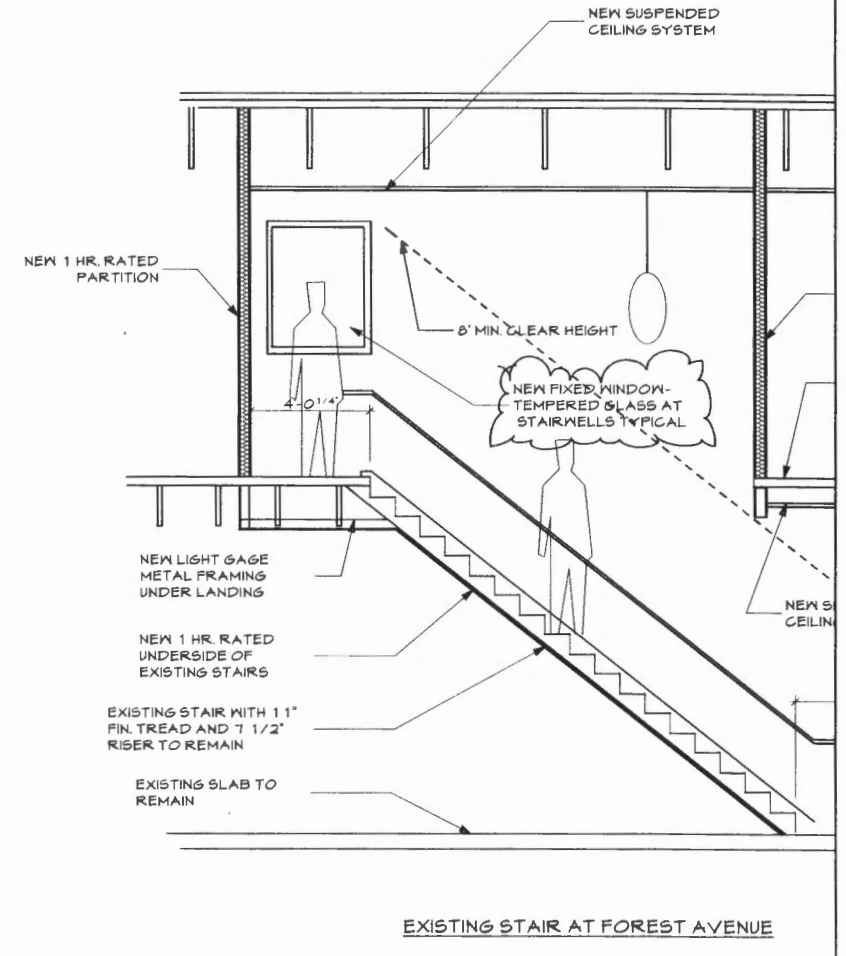 NEW SUSPENDED
CEILING SYSTEM
NEW 1 HR. RATED
PARTITION
8' MIN. CLEAR HEIGHT
NEW FIXED WINDOW-
TEMPERED GLASS AT
STAIRWELLS TYPICAL
4'-0 1/4"
NEW LIGHT GAGE
METAL FRAMING
UNDER LANDING
NEW S
CEILIN
NEW 1 HR. RATED
UNDERSIDE OF
EXISTING STAIRS
EXISTING STAIR WITH 11"
FIN. TREAD AND 7 1/2"
RISER TO REMAIN
EXISTING SLAB TO
REMAIN
EXISTING STAIR AT FOREST AVENUE